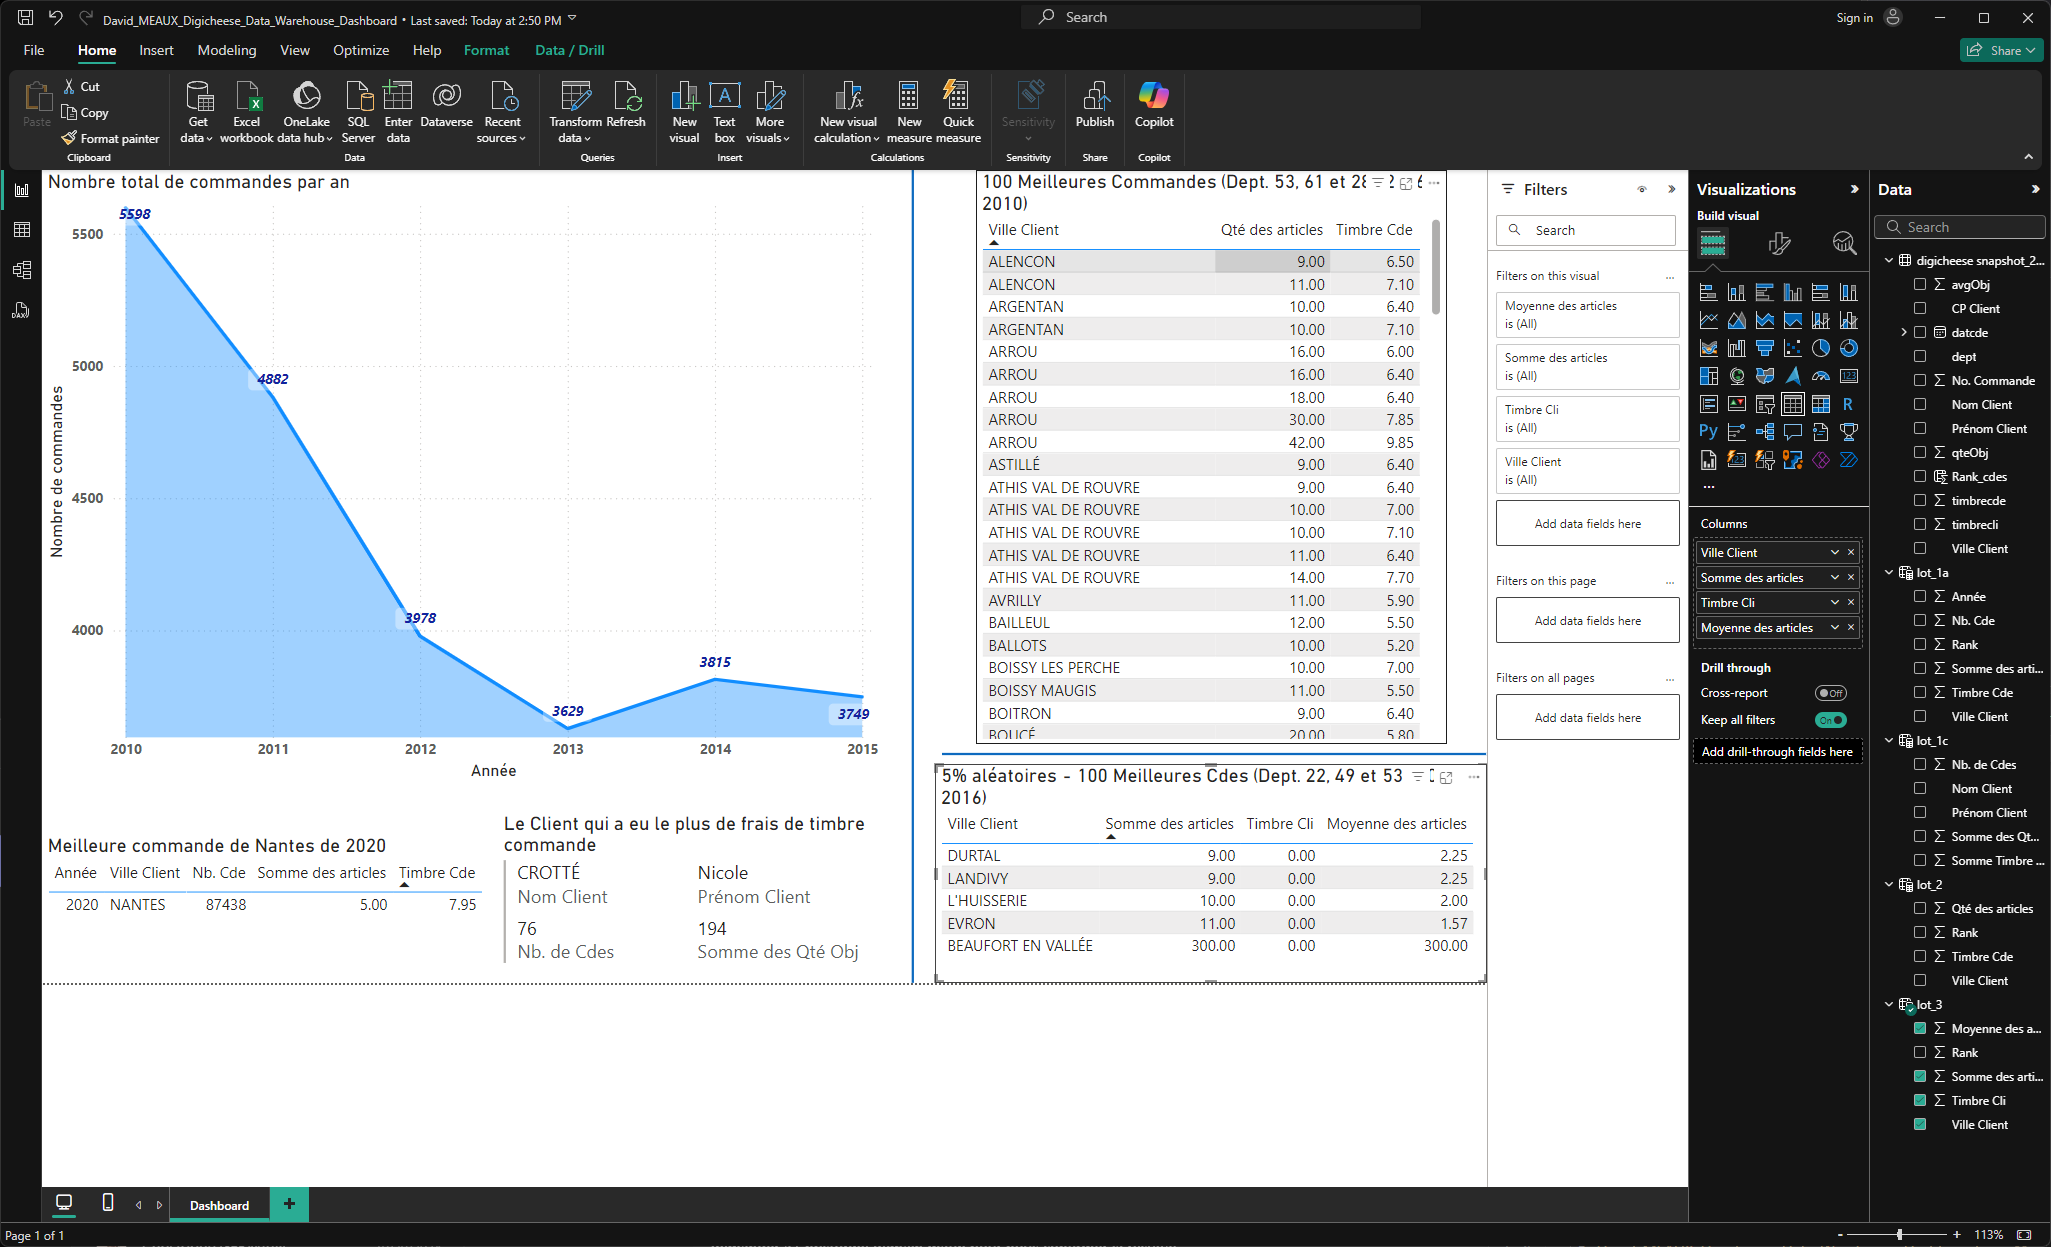 David_MEAUX_Digicheese_Data_Warehouse_Dashboard • Last saved: Today at 2:50 PM
Search
Sign in
File Home Insert Modeling View Optimize Help Format Data / Drill
Share
Paste
Cut
Copy
Format painter
Clipboard
Get data
Excel workbook
OneLake data hub
SQL Server
Enter data
Dataverse
Recent sources
Data
Transform data
Refresh
Queries
New visual
Text box
More visuals
Insert
New visual calculation
New measure
Quick measure
Calculations
Sensitivity
Sensitivity
Publish
Share
Copilot
Copilot
Nombre total de commandes par an
Nombre de commandes
5500
5000
4500
4000
5598
4882
3978
3629
3815
3749
2010 2011 2012 2013 2014 2015
Année
Meilleure commande de Nantes de 2020
Année Ville Client Nb. Cde Somme des articles Timbre Cde
2020 NANTES 87438 5.00 7.95
Le Client qui a eu le plus de frais de timbre
commande
CROTTÉ Nicole
Nom Client Prénom Client
76 194
Nb. de Cdes Somme des Qté Obj
100 Meilleures Commandes (Dept. 53, 61 et 28
2010)
Ville Client Qté des articles Timbre Cde
ALENCON 9.00 6.50
ALENCON 11.00 7.10
ARGENTAN 10.00 6.40
ARGENTAN 10.00 7.10
ARROU 16.00 6.00
ARROU 16.00 6.40
ARROU 18.00 6.40
ARROU 30.00 7.85
ARROU 42.00 9.85
ASTILLÉ 9.00 6.40
ATHIS VAL DE ROUVRE 9.00 6.40
ATHIS VAL DE ROUVRE 10.00 7.00
ATHIS VAL DE ROUVRE 10.00 7.10
ATHIS VAL DE ROUVRE 11.00 6.40
ATHIS VAL DE ROUVRE 14.00 7.70
AVRILLY 11.00 5.90
BAILLEUL 12.00 5.50
BALLOTS 10.00 5.20
BOISSY LES PERCHE 10.00 7.00
BOISSY MAUGIS 11.00 5.50
BOITRON 9.00 6.40
BOUCÉ 20.00 5.80
5% aléatoires - 100 Meilleures Cdes (Dept. 22, 49 et 53
2016)
Ville Client Somme des articles Timbre Cli Moyenne des articles
DURTAL 9.00 0.00 2.25
LANDIVY 9.00 0.00 2.25
L'HUISSERIE 10.00 0.00 2.00
EVRON 11.00 0.00 1.57
BEAUFORT EN VALLÉE 300.00 0.00 300.00
Filters
Search
Filters on this visual ...
Moyenne des articles
is (All)
Somme des articles
is (All)
Timbre Cli
is (All)
Ville Client
is (All)
Add data fields here
Filters on this page ...
Add data fields here
Filters on all pages ...
Add data fields here
Visualizations
Build visual
123
R
Py
123
...
Columns
Ville Client
Somme des articles
Timbre Cli
Moyenne des articles
Drill through
Cross-report Off
Keep all filters On
Add drill-through fields here
Data
Search
digicheese snapshot_2...
avgObj
CP Client
datcde
dept
No. Commande
Nom Client
Prénom Client
qteObj
Rank_cdes
timbrecde
timbrecli
Ville Client
lot_1a
Année
Nb. Cde
Rank
Somme des arti...
Timbre Cde
Ville Client
lot_1c
Nb. de Cdes
Nom Client
Prénom Client
Somme des Qt...
Somme Timbre ...
lot_2
Qté des articles
Rank
Timbre Cde
Ville Client
lot_3
Moyenne des a...
Rank
Somme des arti...
Timbre Cli
Ville Client
Dashboard
+
Page 1 of 1
- + 113%